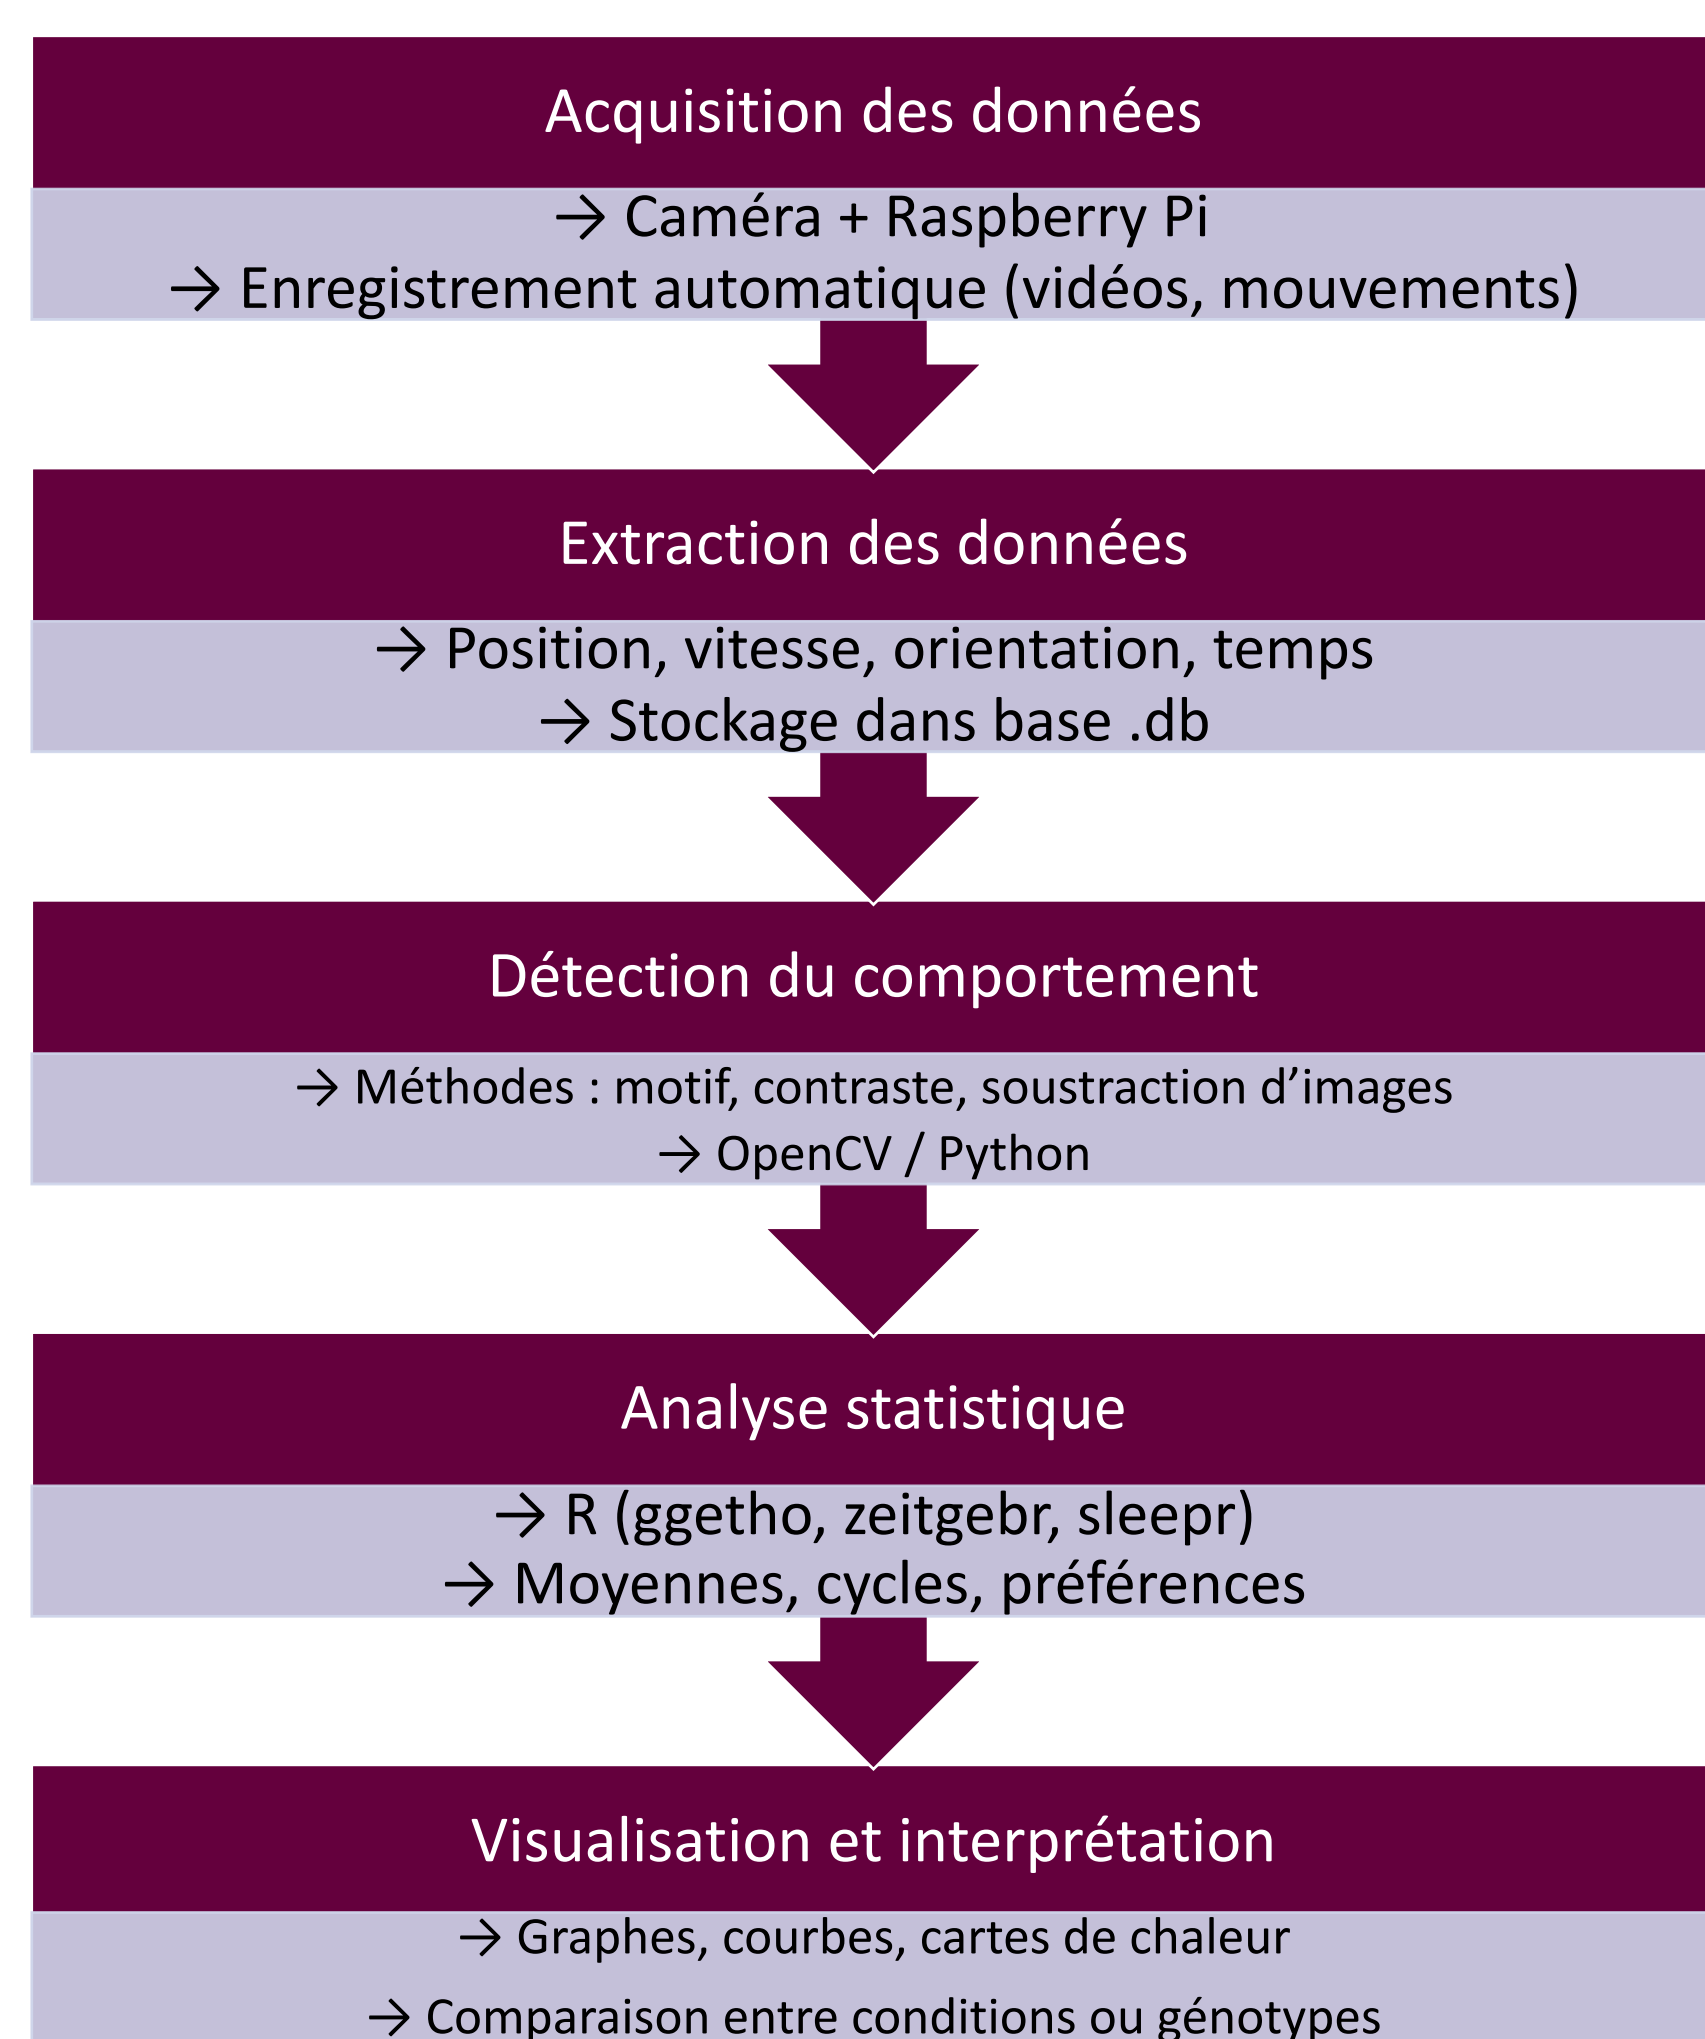 Acquisition des données
→ Caméra + Raspberry Pi
→ Enregistrement automatique (vidéos, mouvements)
Extraction des données
→ Position, vitesse, orientation, temps
→ Stockage dans base .db
Détection du comportement
→ Méthodes : motif, contraste, soustraction d’images
→ OpenCV / Python
Analyse statistique
→ R (ggetho, zeitgebr, sleepr)
→ Moyennes, cycles, préférences
Visualisation et interprétation
→ Graphes, courbes, cartes de chaleur
→ Comparaison entre conditions ou génotypes